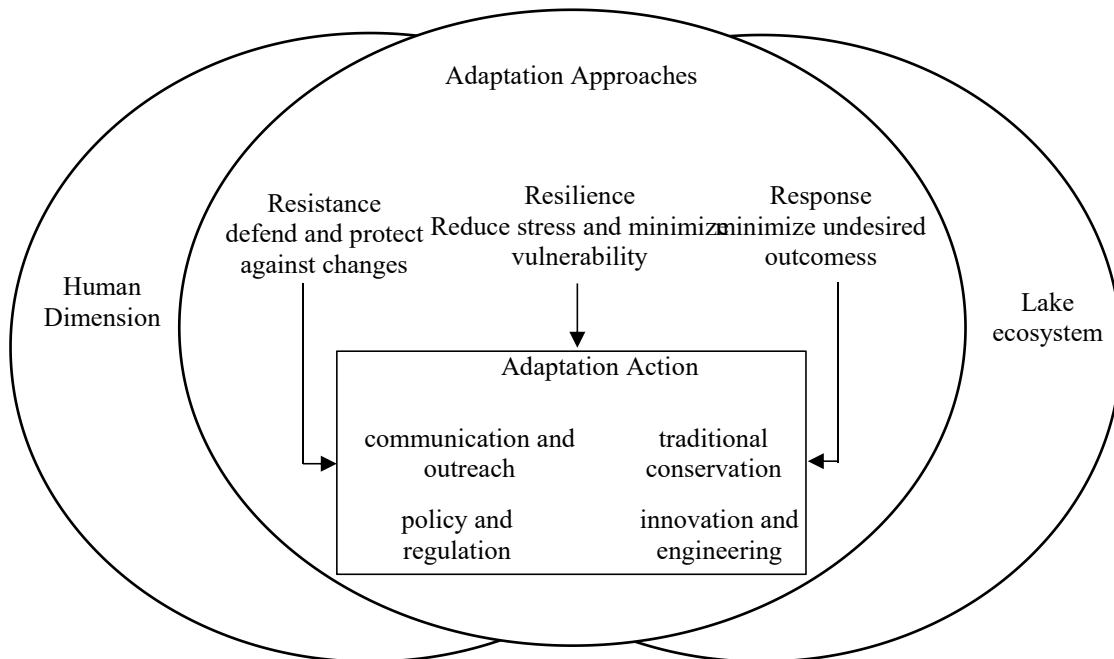 Adaptation Approaches
Resistance
defend and protect
against changes
Resilience
Reduce stress and minimize
vulnerability
Response
minimize undesired
outcomess
Human
Dimension
Lake
ecosystem
Adaptation Action
communication and
outreach
traditional
conservation
policy and
regulation
innovation and
engineering